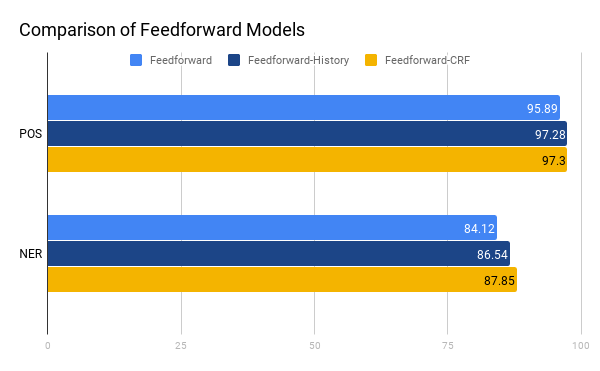 Comparison of Feedforward Models
Feedforward Feedforward-History Feedforward-CRF
95.89
POS 97.28
97.3
84.12
NER 86.54
87.85
0 25 50 75 100